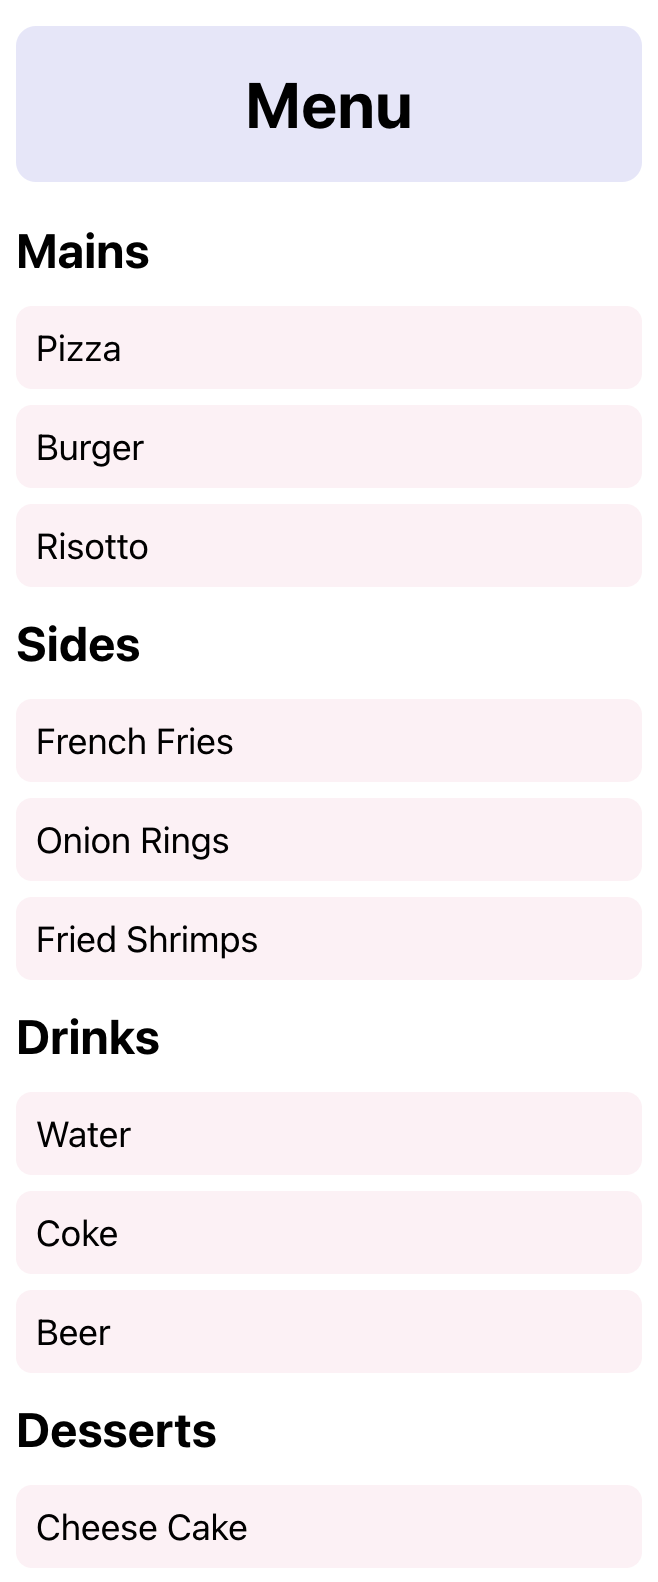 Menu
Mains
Pizza
Burger
Risotto
Sides
French Fries
Onion Rings
Fried Shrimps
Drinks
Water
Coke
Beer
Desserts
Cheese Cake